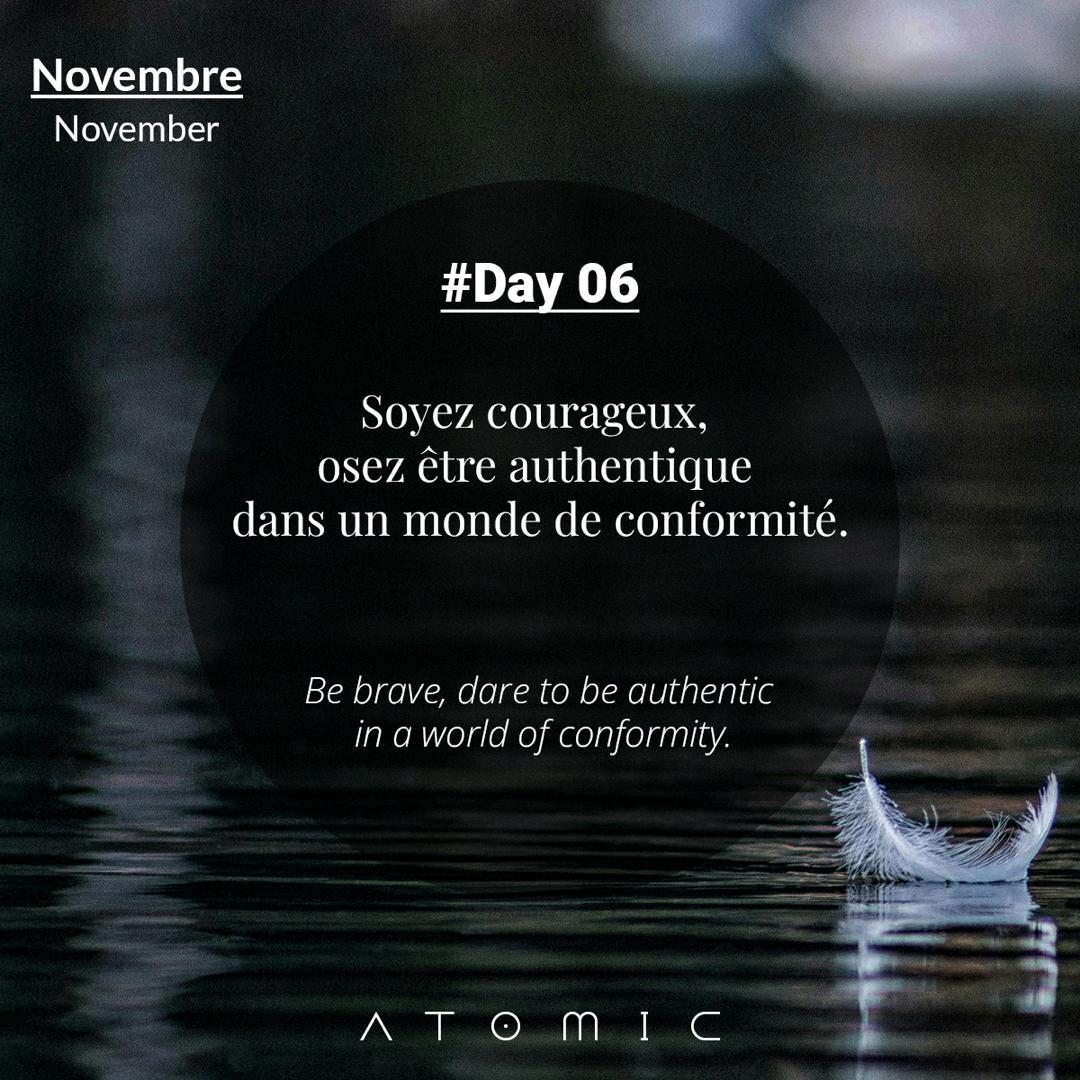 Novembre
November
#Day 06
Soyez courageux,
osez être authentique
dans un monde de conformité.
Be brave, dare to be authentic
in a world of conformity.
ATOMIC